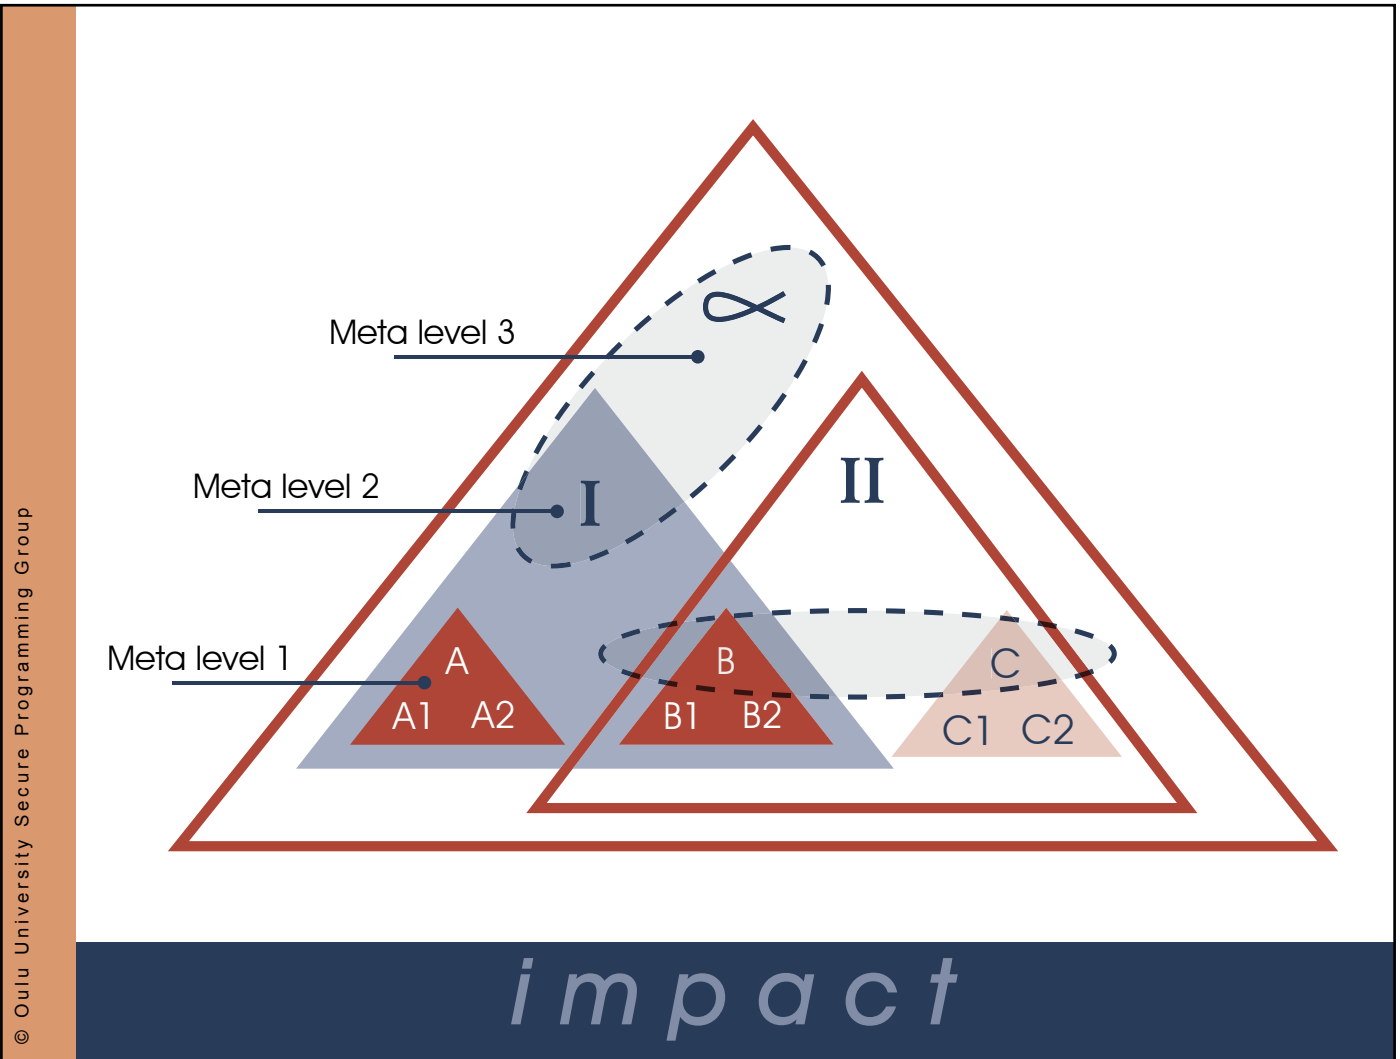 ∝
Meta level 3
II
Meta level 2
I
Meta level 1
A
B
C
A1 A2
B1 B2
C1 C2
impact
© Oulu University Secure Programming Group